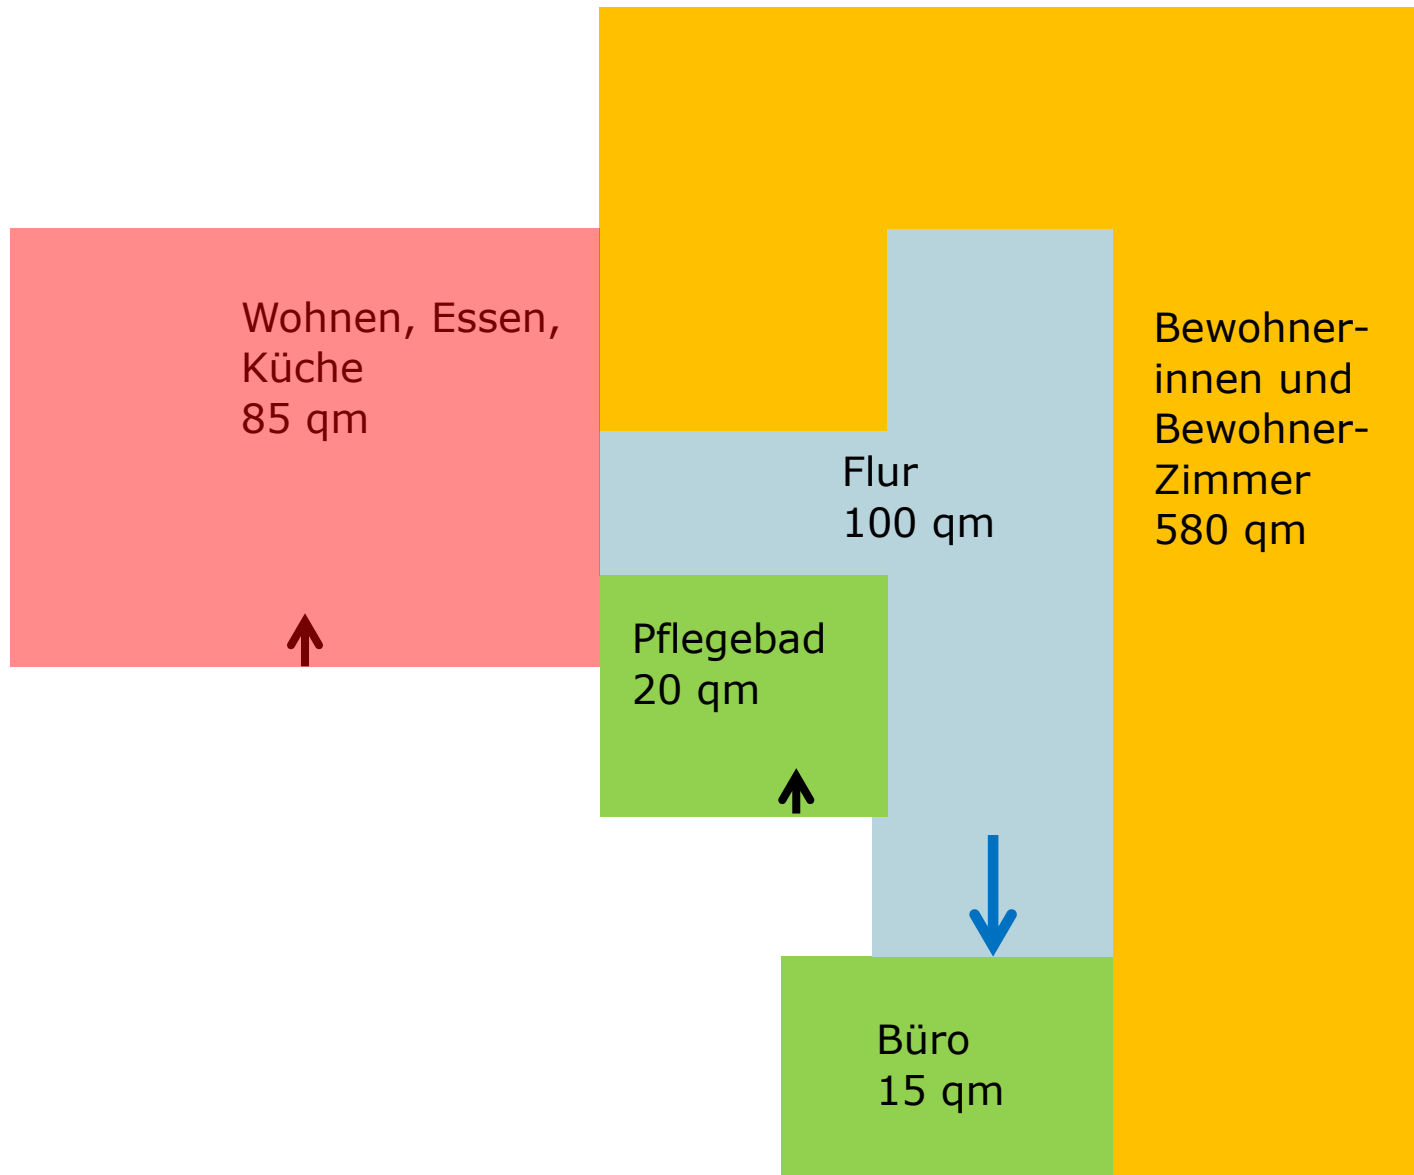 Wohnen, Essen,
Küche
85 qm
Bewohner-
innen und
Bewohner-
Zimmer
580 qm
Flur
100 qm
Pflegebad
20 qm
Büro
15 qm